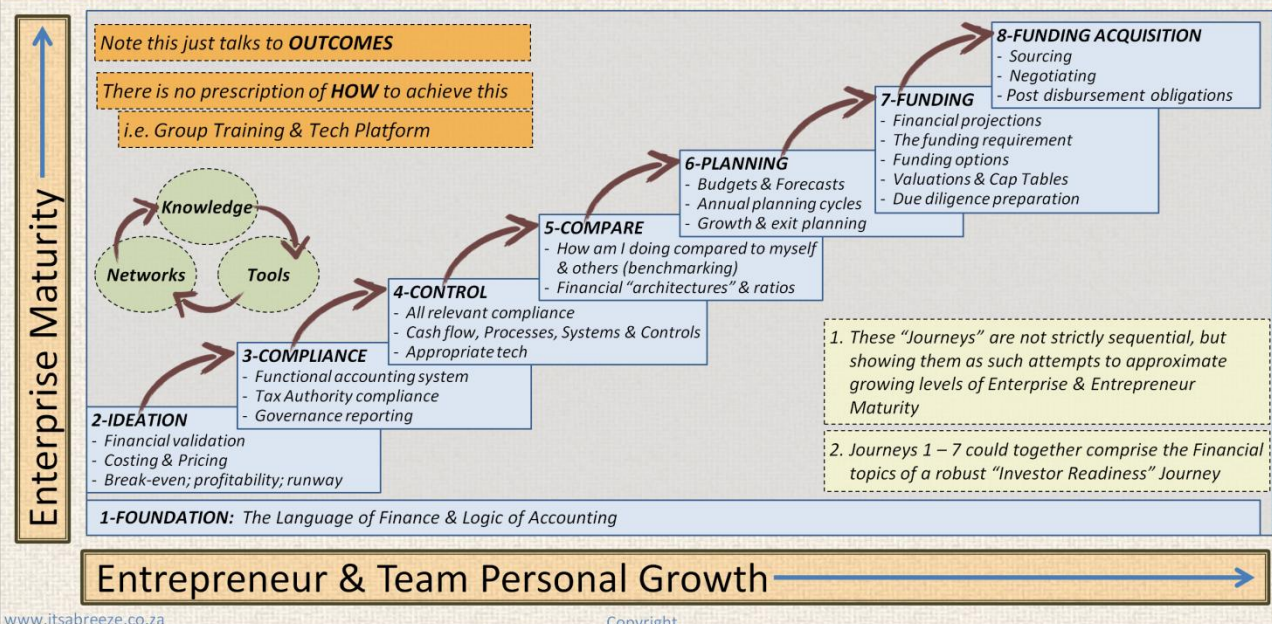 Enterprise Maturity
Note this just talks to OUTCOMES
There is no prescription of HOW to achieve this
i.e. Group Training & Tech Platform
Knowledge
Networks
Tools
8-FUNDING ACQUISITION
- Sourcing
- Negotiating
- Post disbursement obligations
7-FUNDING
- Financial projections
- The funding requirement
- Funding options
- Valuations & Cap Tables
- Due diligence preparation
6-PLANNING
- Budgets & Forecasts
- Annual planning cycles
- Growth & exit planning
5-COMPARE
- How am I doing compared to myself
& others (benchmarking)
- Financial “architectures” & ratios
4-CONTROL
- All relevant compliance
- Cash flow, Processes, Systems & Controls
- Appropriate tech
3-COMPLIANCE
- Functional accounting system
- Tax Authority compliance
- Governance reporting
2-IDEATION
- Financial validation
- Costing & Pricing
- Break-even; profitability; runway
1-FOUNDATION: The Language of Finance & Logic of Accounting
1. These “Journeys” are not strictly sequential, but
showing them as such attempts to approximate
growing levels of Enterprise & Entrepreneur
Maturity
2. Journeys 1 – 7 could together comprise the Financial
topics of a robust “Investor Readiness” Journey
Entrepreneur & Team Personal Growth
www.itsabreeze.co.za
Copyright